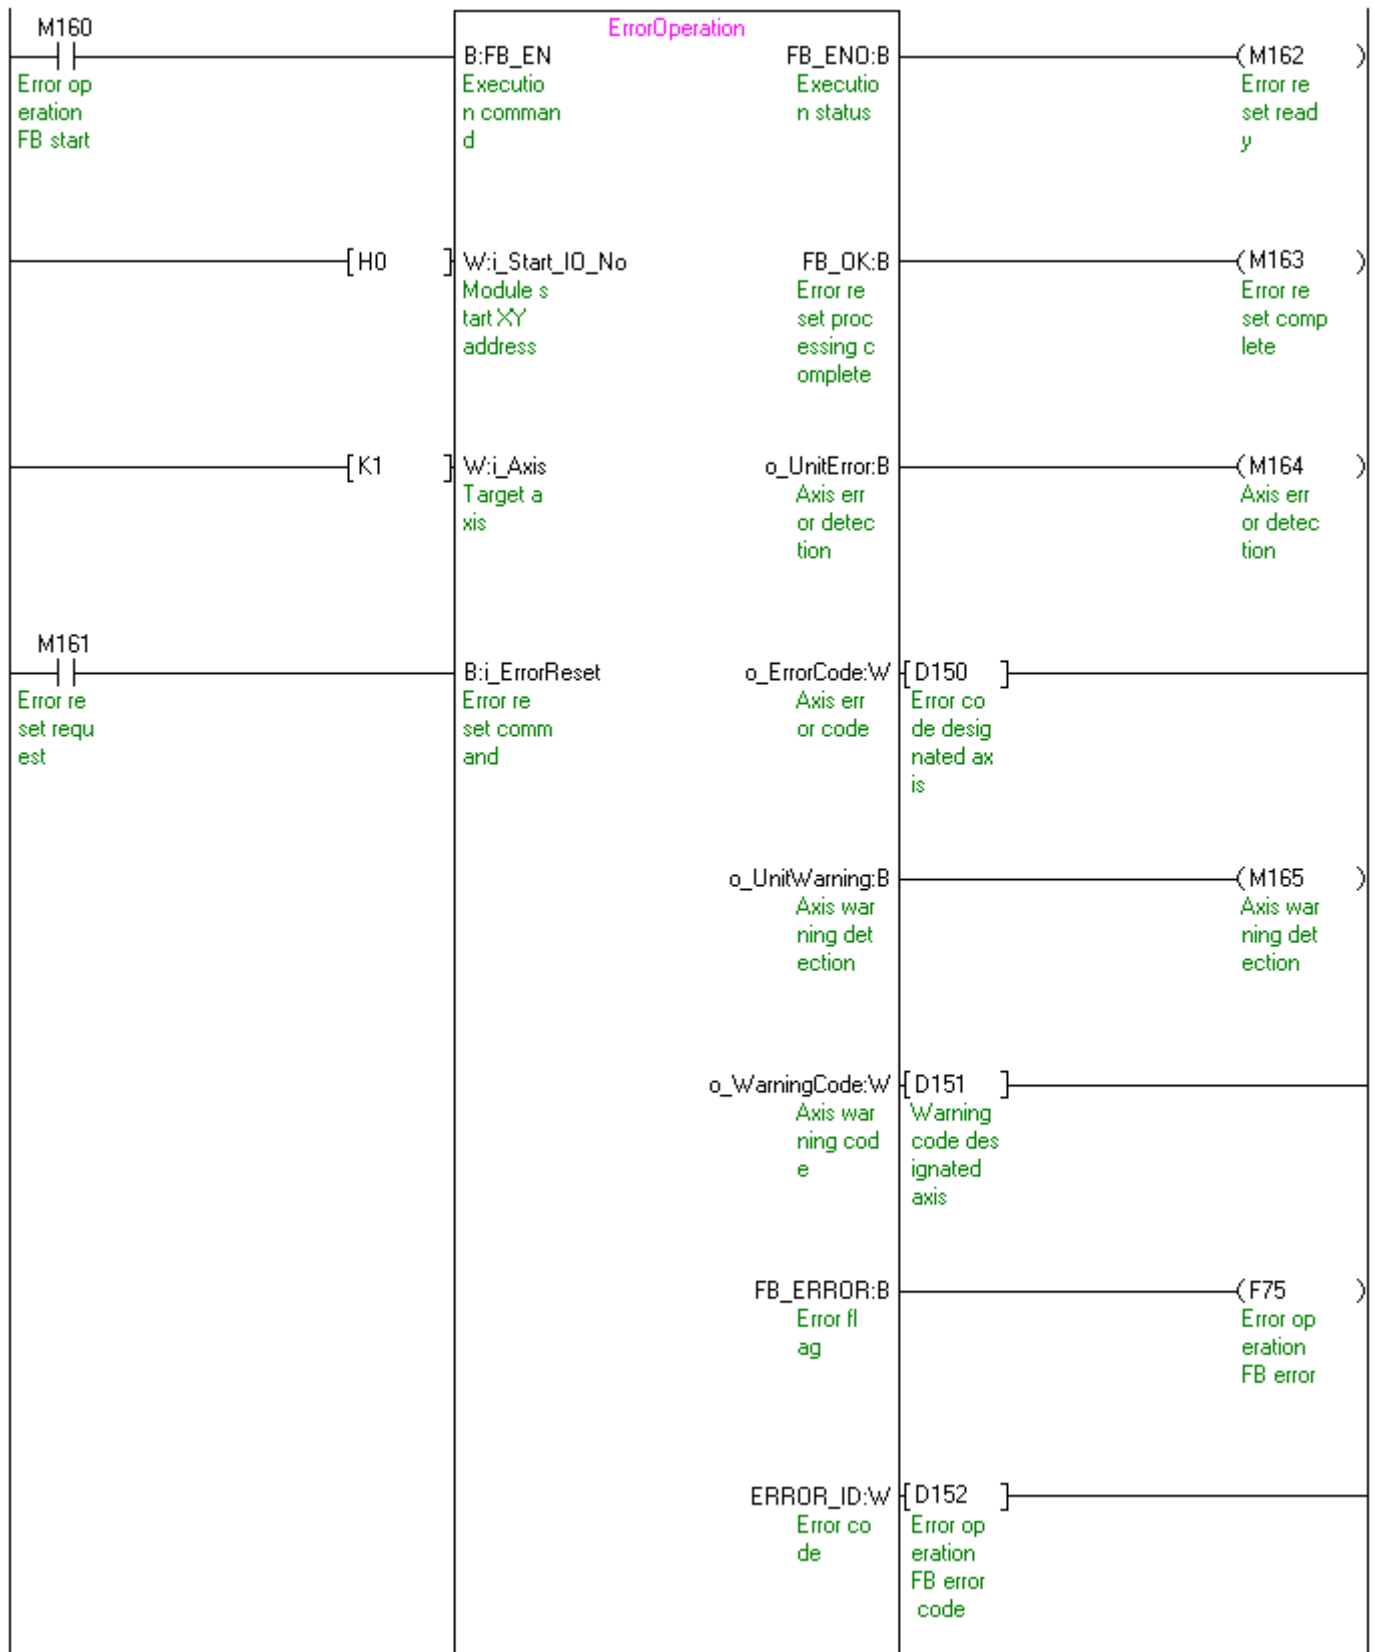 M160
ErrorOperation
B:FB_EN
FB_ENO:B
(M162 )
Error op
eration
FB start
Executio
n comman
d
Executio
n status
Error re
set read
y
[H0 ]
W:i_Start_IO_No
FB_OK:B
(M163 )
Module s
tart XY
address
Error re
set proc
essing c
omplete
Error re
set comp
lete
[K1 ]
W:i_Axis
o_UnitError:B
(M164 )
Target a
xis
Axis err
or detec
tion
Axis err
or detec
tion
M161
B:i_ErrorReset
o_ErrorCode:W
[D150 ]
Error re
set requ
est
Error re
set comm
and
Axis err
or code
Error co
de desig
nated ax
is
o_UnitWarning:B
(M165 )
Axis war
ning det
ection
Axis war
ning det
ection
o_WarningCode:W
[D151 ]
Axis war
ning cod
e
Warning
code des
ignated
axis
FB_ERROR:B
(F75 )
Error fl
ag
Error op
eration
FB error
ERROR_ID:W
[D152 ]
Error co
de
Error op
eration
FB error
code